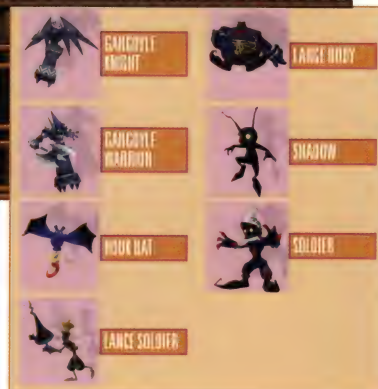 GARGOYLE
KNIGHT
LARGE BODY
GARGOYLE
WARRIOR
SHADOW
HOOK BAT
SOLDIER
LANCE SOLDIER